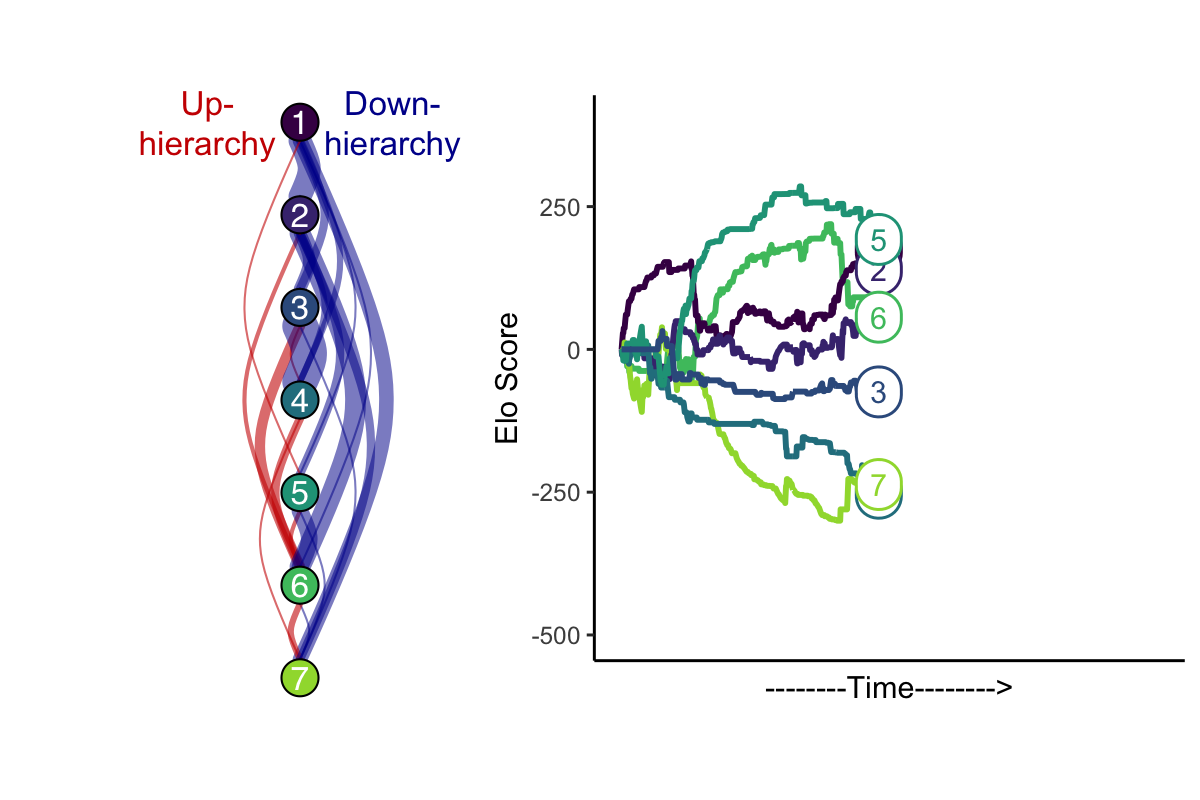 Up-
hierarchy
Down-
hierarchy
1
2
3
4
5
6
7
Elo Score
250
0
-250
-500
5
2
6
3
7
--------Time-------->